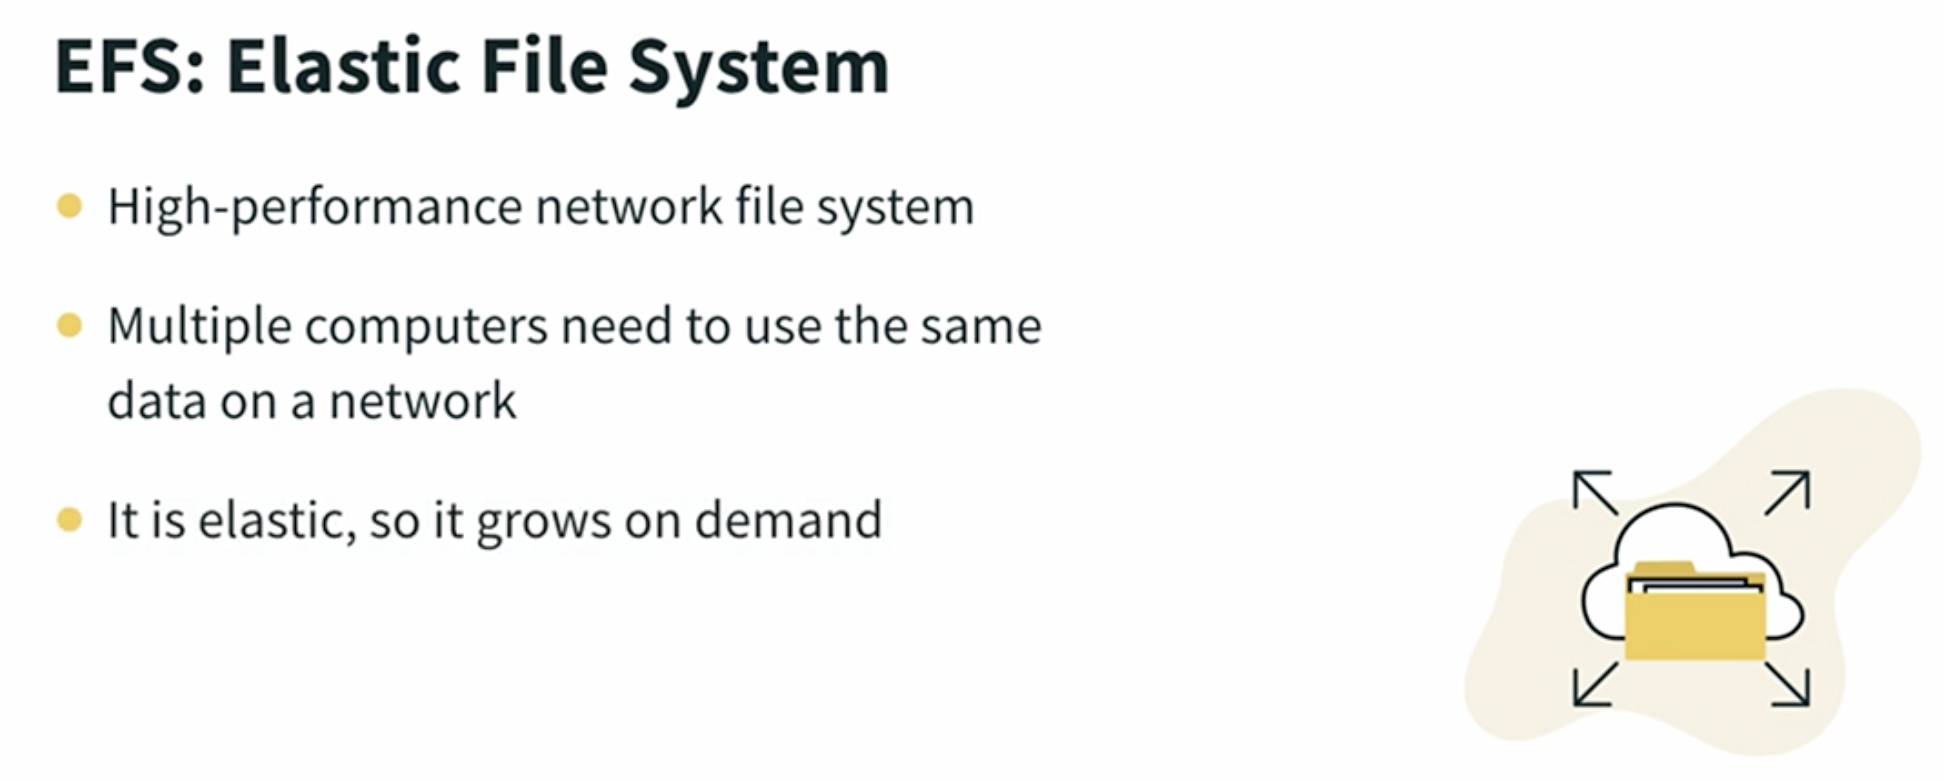 EFS: Elastic File System
High-performance network file system
Multiple computers need to use the same
data on a network
It is elastic, so it grows on demand